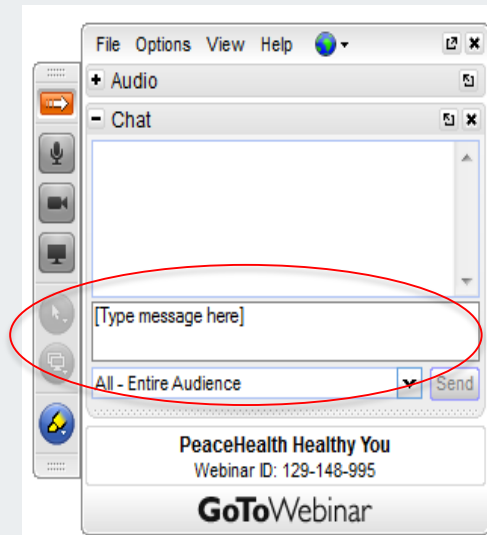 File Options View Help
Audio
Chat
[Type message here]
All - Entire Audience
Send
PeaceHealth Healthy You
Webinar ID: 129-148-995
GoToWebinar